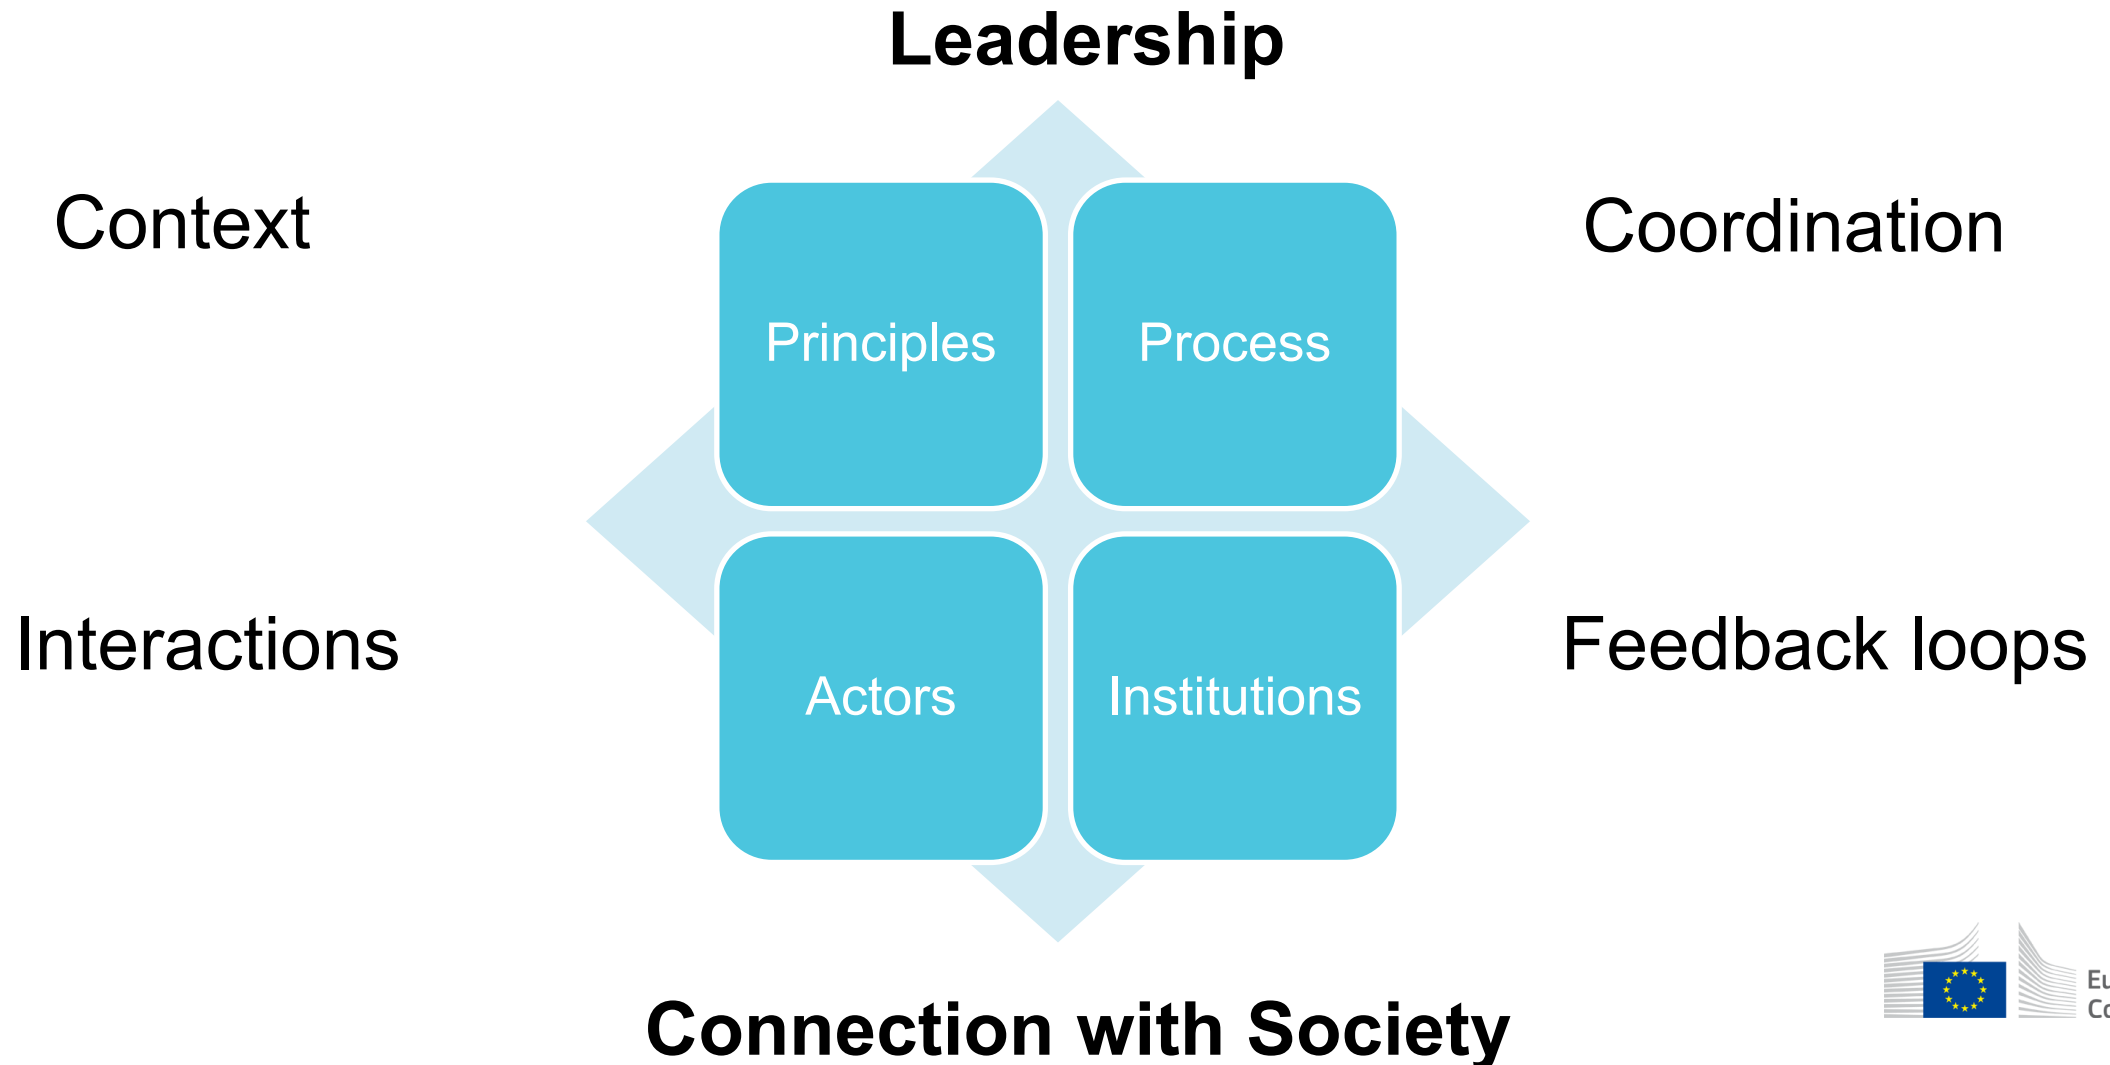 Leadership
Context
Coordination
Principles
Process
Interactions
Feedback loops
Actors
Institutions
Connection with Society